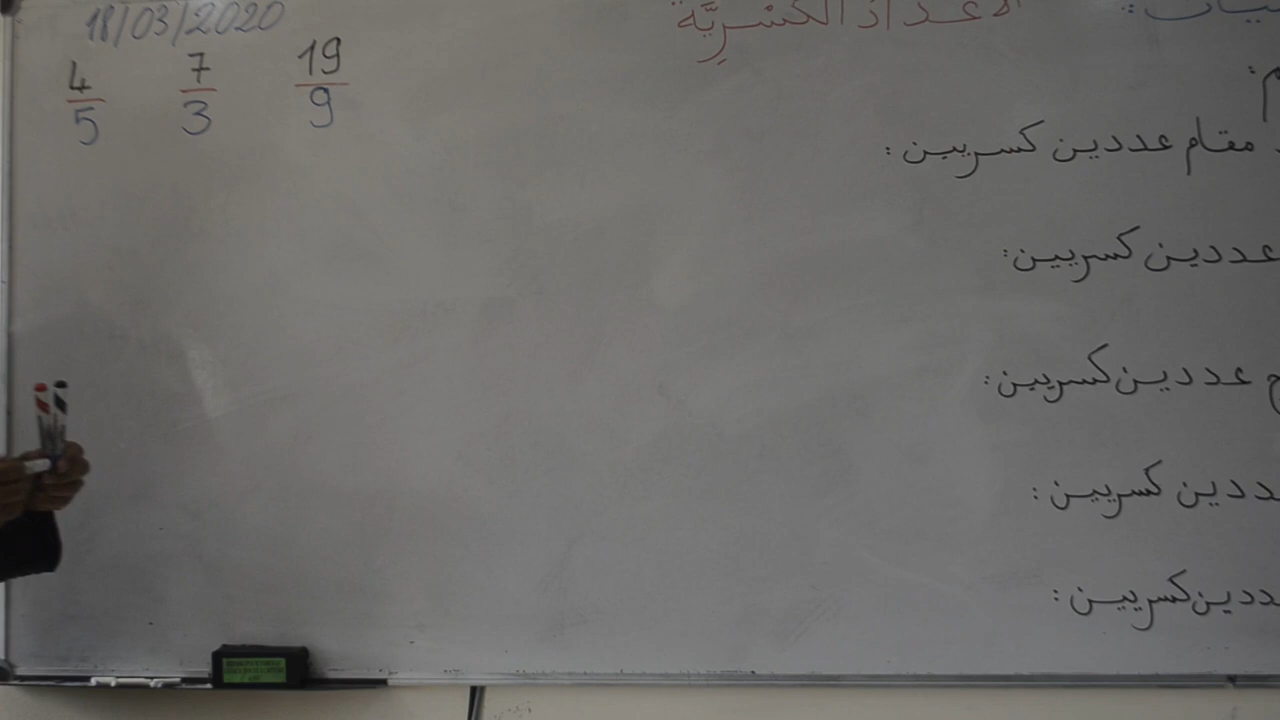 18/03/2020
الأعداد الكسْرِيَّة
4/5 7/3 19/9
مقام عددين كسريين :
عددين كسريين :
عددين كسريين :
عددين كسريين :
عددين كسريين :